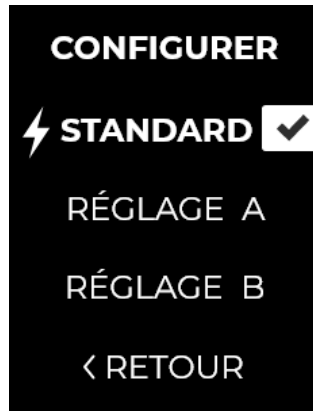 CONFIGURER
STANDARD
RÉGLAGE A
RÉGLAGE B
< RETOUR